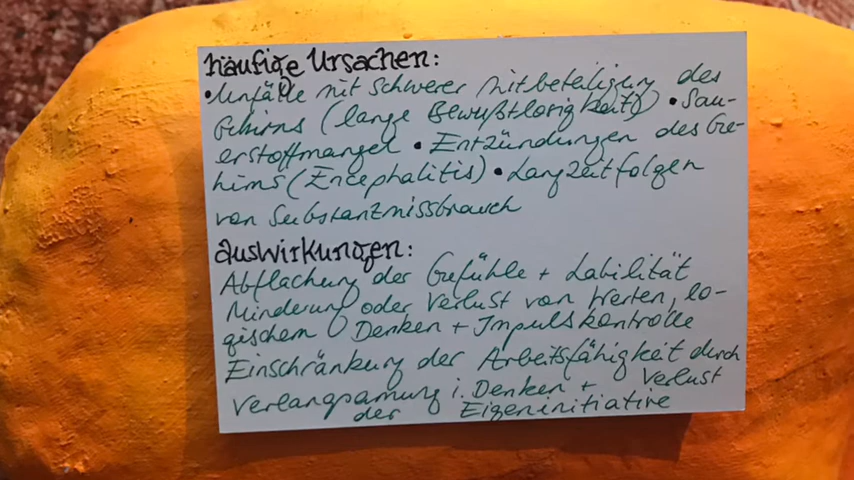 häufige Ursachen:
• Unfälle mit Schwerer Mitbeteiligung des
Gehirns (lange Bewußtlosigkeit) • Sau-
erstoffmangel • Entzündungen des Ge-
hirns (Encephalitis) • Langzeitfolgen
von Substanzmissbrauch
auswirkungen:
Abflachung der Gefühle + Labilität
Minderung oder Verlust von Werten, lo-
gischem Denken + Impulskontrolle
Einschränkung der Arbeitsfähigkeit durch
Verlangsamung i. Denken + Verlust
der Eigeninitiative